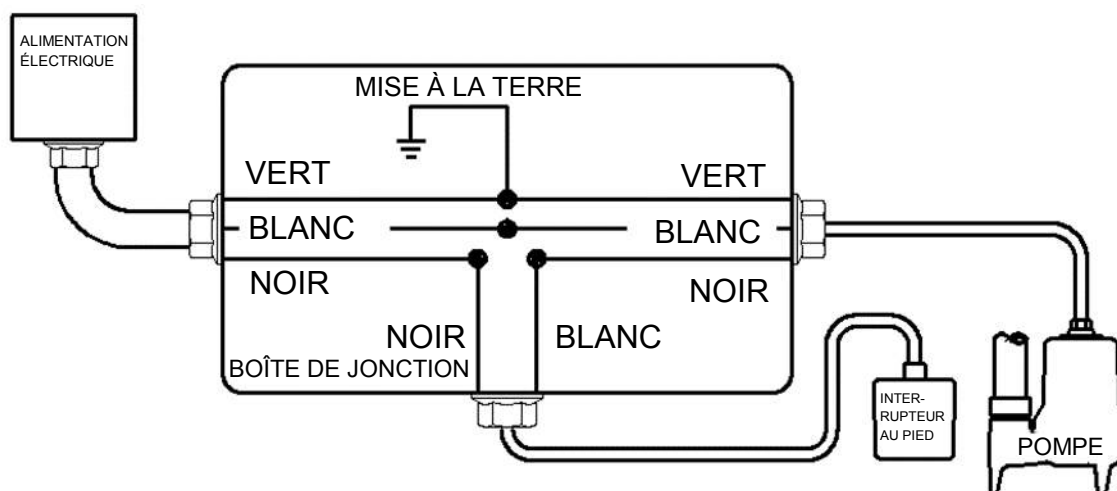 ALIMENTATION
ÉLECTRIQUE
MISE À LA TERRE
VERT
VERT
BLANC
BLANC
NOIR
NOIR
NOIR
BLANC
BOÎTE DE JONCTION
INTER-
RUPTEUR
AU PIED
POMPE